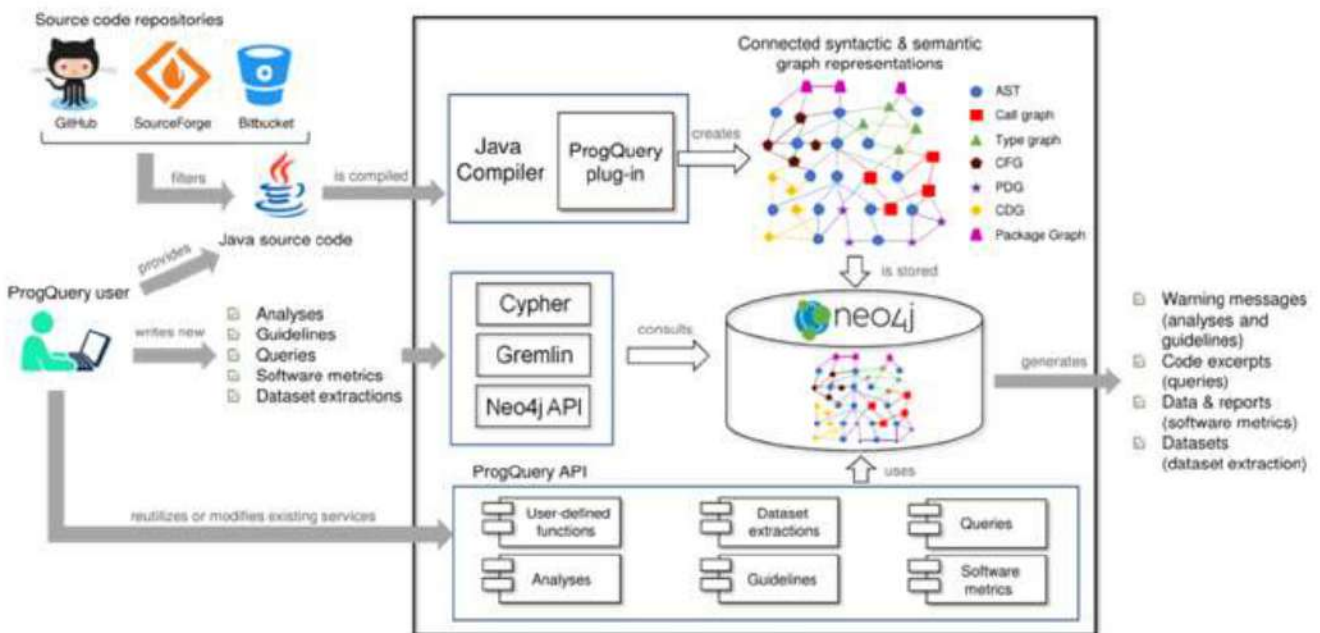 Source code repositories
GitHub
SourceForge
Bitbucket
filters
Java source code
is compiled
provides
ProgQuery user
writes new
Analyses
Guidelines
Queries
Software metrics
Dataset extractions
reutilizes or modifies existing services
Java
Compiler
ProgQuery
plug-in
creates
Connected syntactic & semantic
graph representations
AST
Call graph
Type graph
CFG
PDG
CDG
Package Graph
is stored
Cypher
Gremlin
Neo4j API
consults
neo4j
generates
Warning messages
(analyses and
guidelines)
Code excerpts
(queries)
Data & reports
(software metrics)
Datasets
(dataset extraction)
uses
ProgQuery API
User-defined
functions
Dataset
extractions
Queries
Analyses
Guidelines
Software
metrics